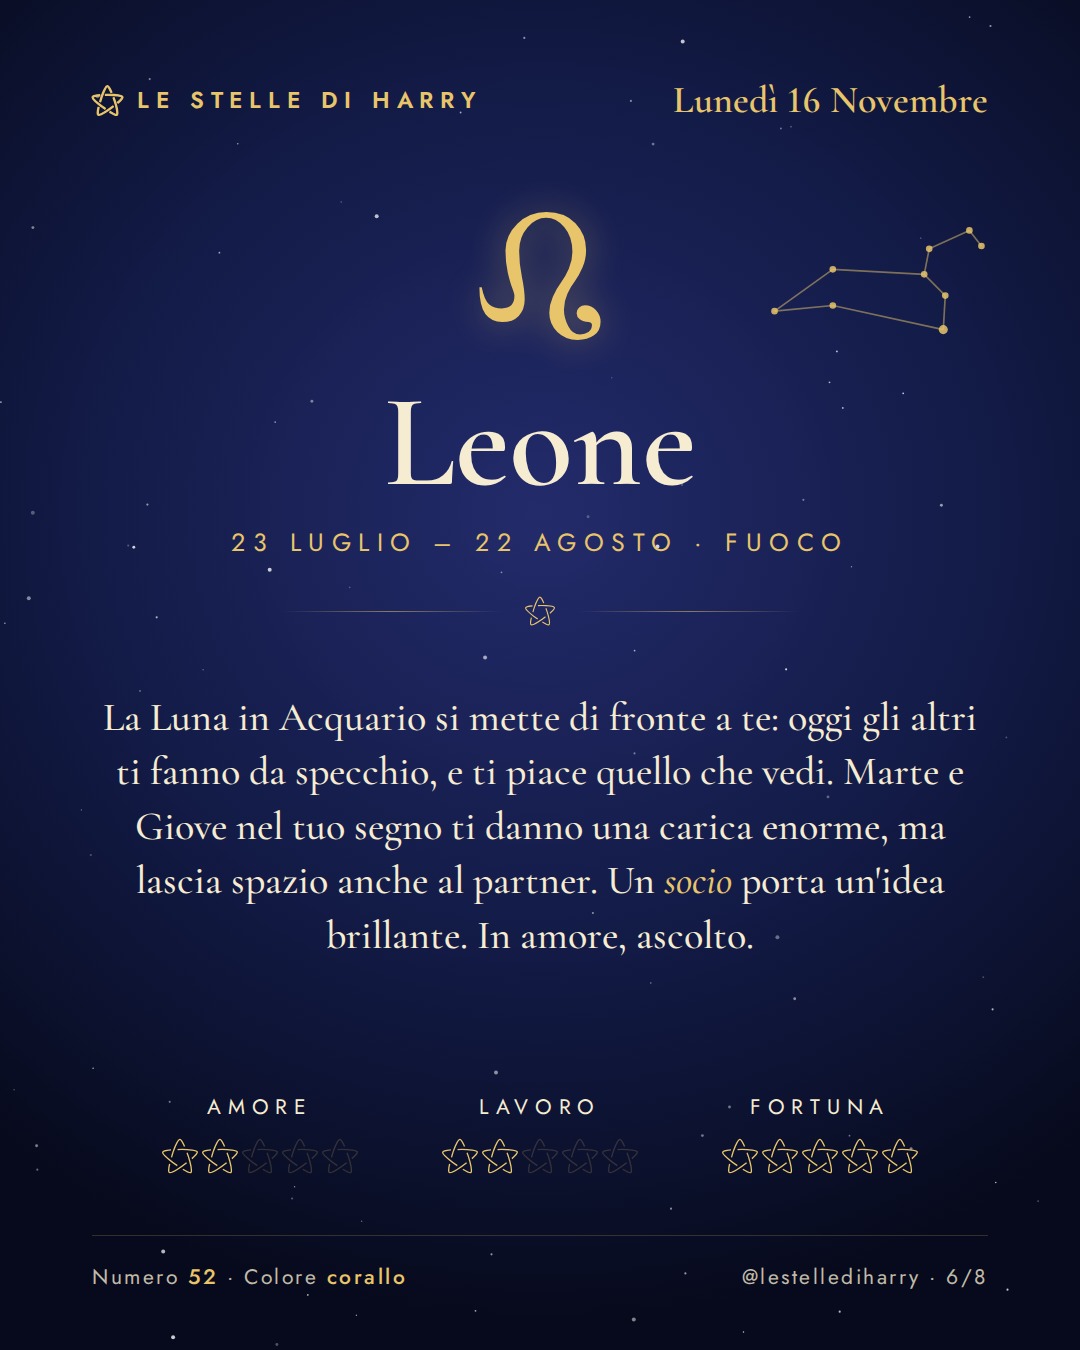 LE STELLE DI HARRY
Lunedì 16 Novembre
♌
Leone
23 LUGLIO – 22 AGOSTO · FUOCO
La Luna in Acquario si mette di fronte a te: oggi gli altri
ti fanno da specchio, e ti piace quello che vedi. Marte e
Giove nel tuo segno ti danno una carica enorme, ma
lascia spazio anche al partner. Un socio porta un'idea
brillante. In amore, ascolto.
AMORE
LAVORO
FORTUNA
Numero 52 · Colore corallo
@lestellediharry · 6/8